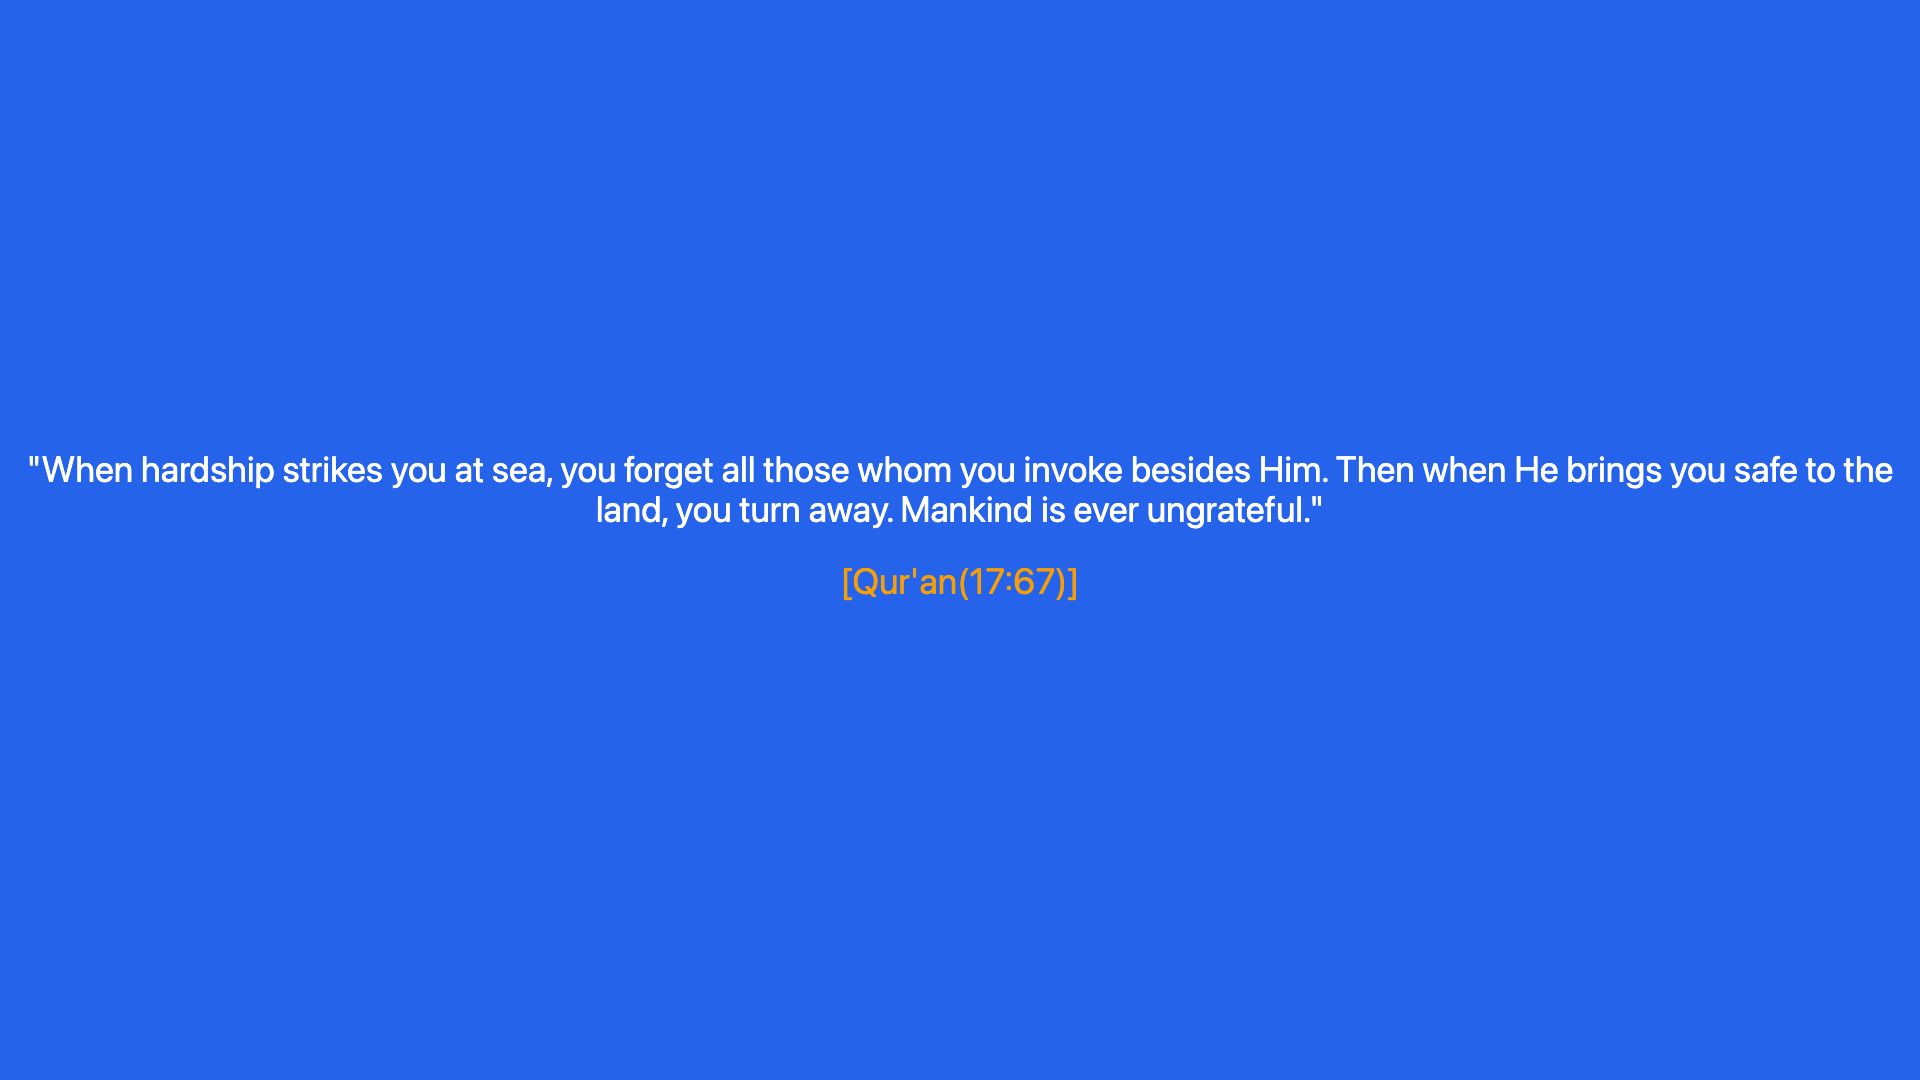 "When hardship strikes you at sea, you forget all those whom you invoke besides Him. Then when He brings you safe to the
land, you turn away. Mankind is ever ungrateful."
[Qur'an(17:67)]